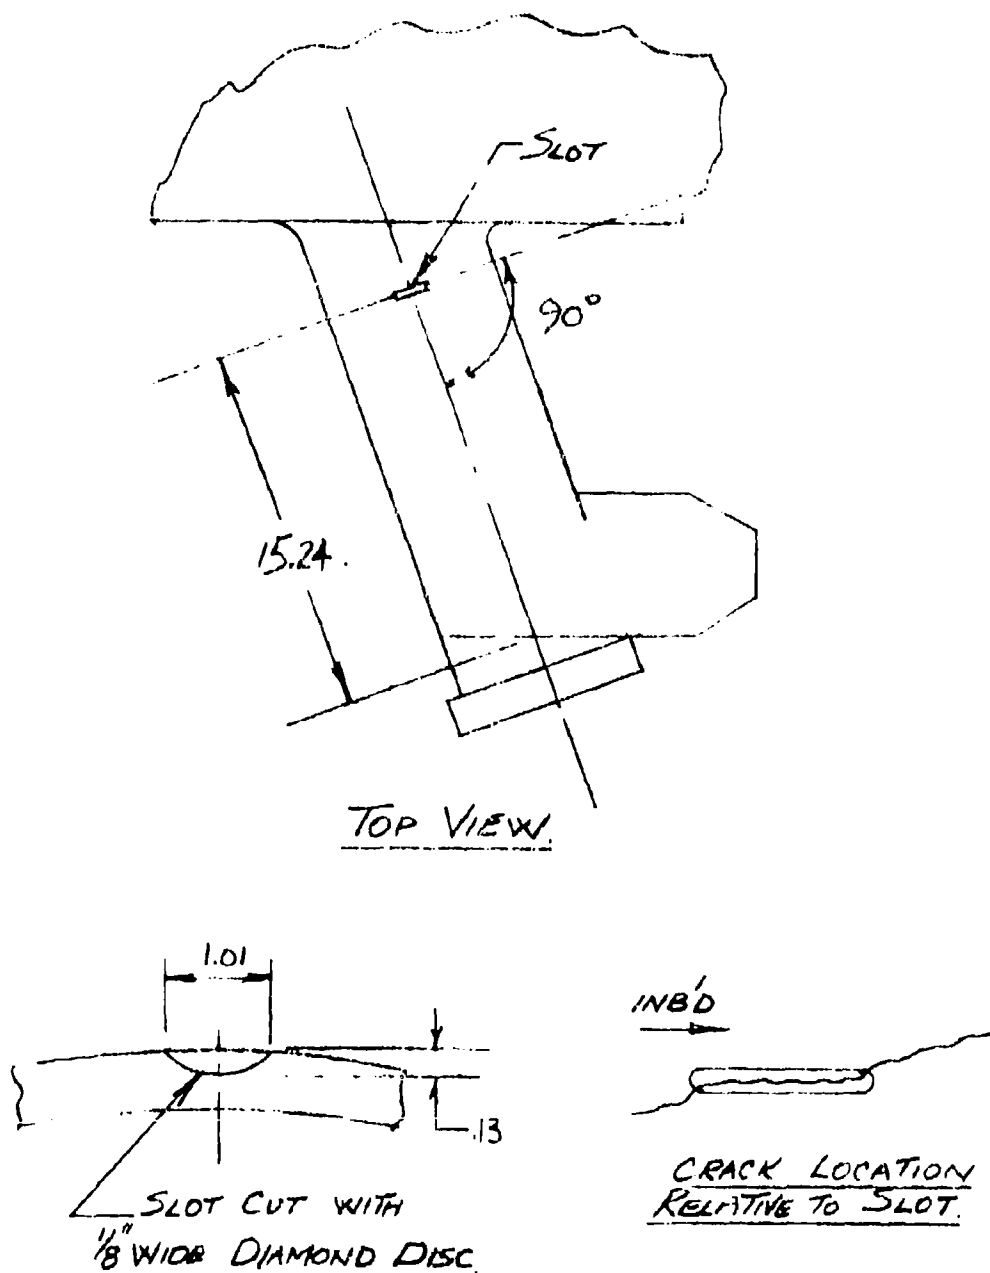 SLOT
90°
15.24.
TOP VIEW.
1.01
INB'D
.13
SLOT CUT WITH
1/8" WIDE DIAMOND DISC
CRACK LOCATION
RELATIVE TO SLOT.